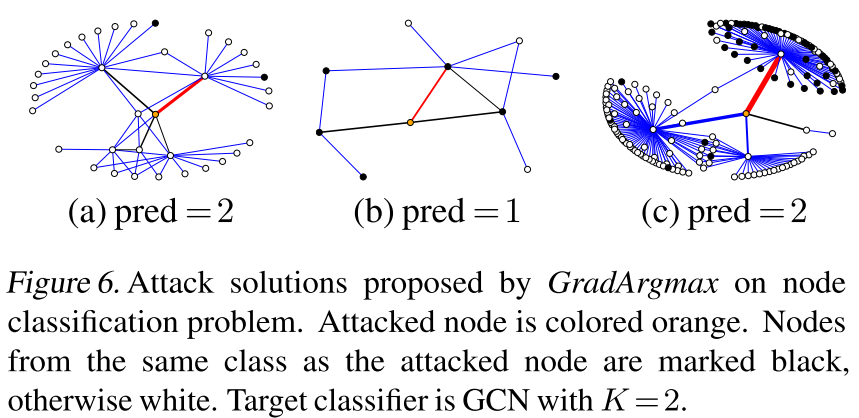 (a) pred = 2 (b) pred = 1 (c) pred = 2
Figure 6. Attack solutions proposed by GradArgmax on node
classification problem. Attacked node is colored orange. Nodes
from the same class as the attacked node are marked black,
otherwise white. Target classifier is GCN with K = 2.